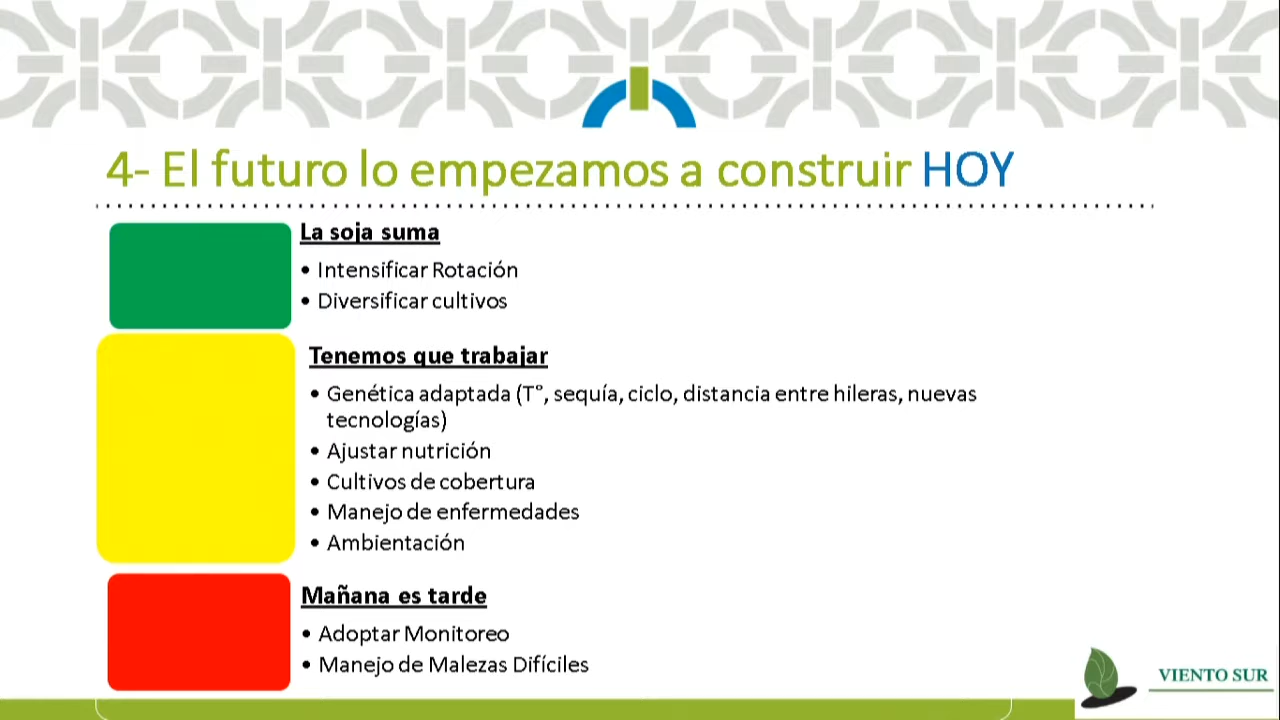 4- El futuro lo empezamos a construir HOY
La soja suma
• Intensificar Rotación
• Diversificar cultivos
Tenemos que trabajar
• Genética adaptada (T°, sequía, ciclo, distancia entre hileras, nuevas
tecnologías)
• Ajustar nutrición
• Cultivos de cobertura
• Manejo de enfermedades
• Ambientación
Mañana es tarde
• Adoptar Monitoreo
• Manejo de Malezas Difíciles
VIENTO SUR